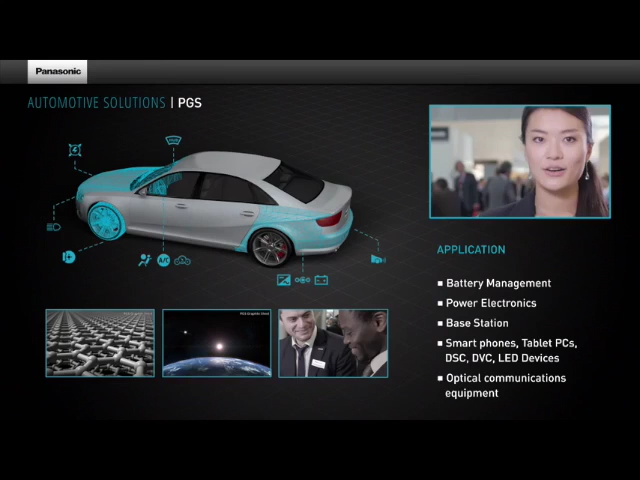 Panasonic
AUTOMOTIVE SOLUTIONS | PGS
A/C
APPLICATION
Battery Management
Power Electronics
Base Station
Smart phones, Tablet PCs,
DSC, DVC, LED Devices
Optical communications
equipment